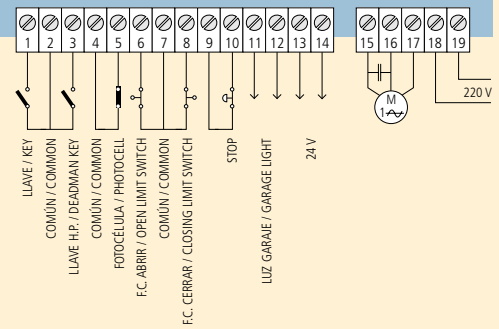 1 2 3 4 5 6 7 8 9 10 11 12 13 14 15 16 17 18 19
220 V
M
1
LLAVE / KEY
COMÚN / COMMON
LLAVE H.P. / DEADMAN KEY
COMÚN / COMMON
FOTOCÉLULA / PHOTOCELL
F.C. ABRIR / OPEN LIMIT SWITCH
COMÚN / COMMON
F.C. CERRAR / CLOSING LIMIT SWITCH
STOP
LUZ GARAJE / GARAGE LIGHT
24 V